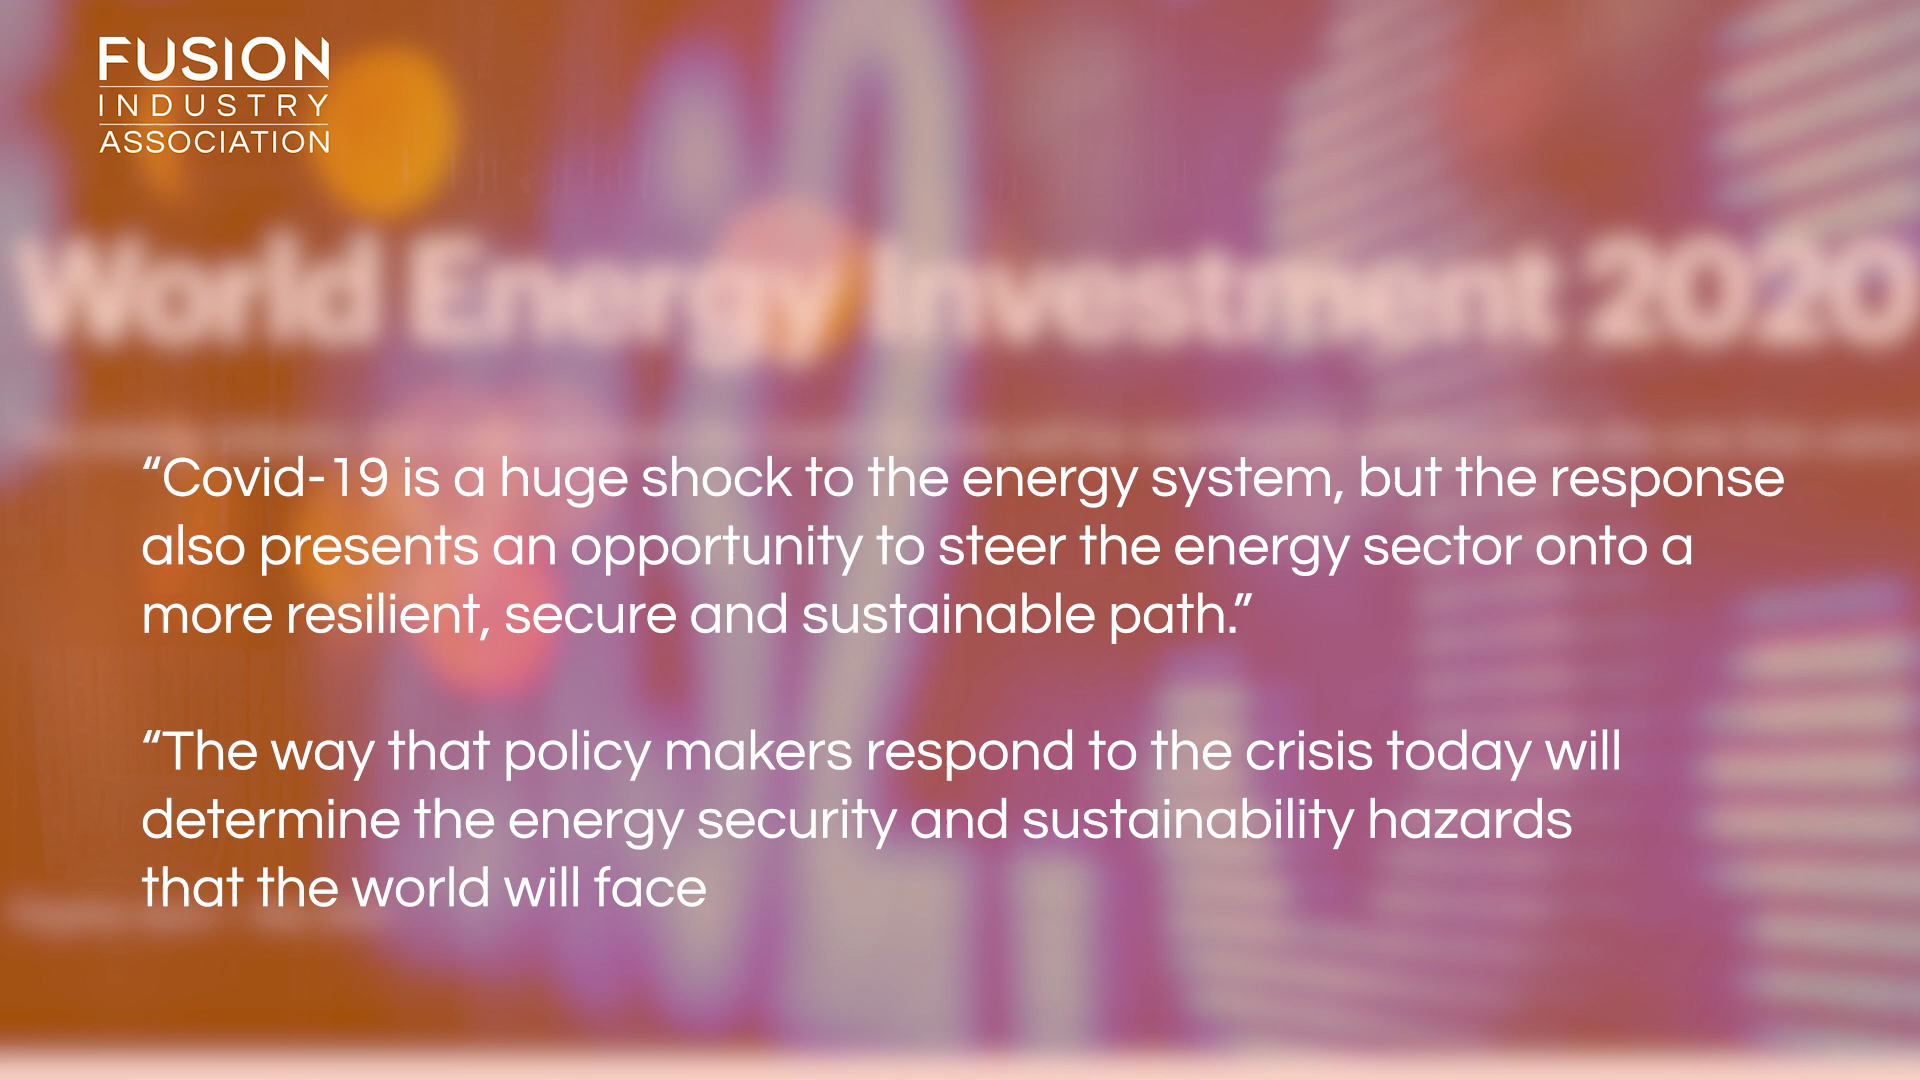 FUSION
INDUSTRY
ASSOCIATION
World Energy Investment 2020
“Covid-19 is a huge shock to the energy system, but the response
also presents an opportunity to steer the energy sector onto a
more resilient, secure and sustainable path.”
“The way that policy makers respond to the crisis today will
determine the energy security and sustainability hazards
that the world will face